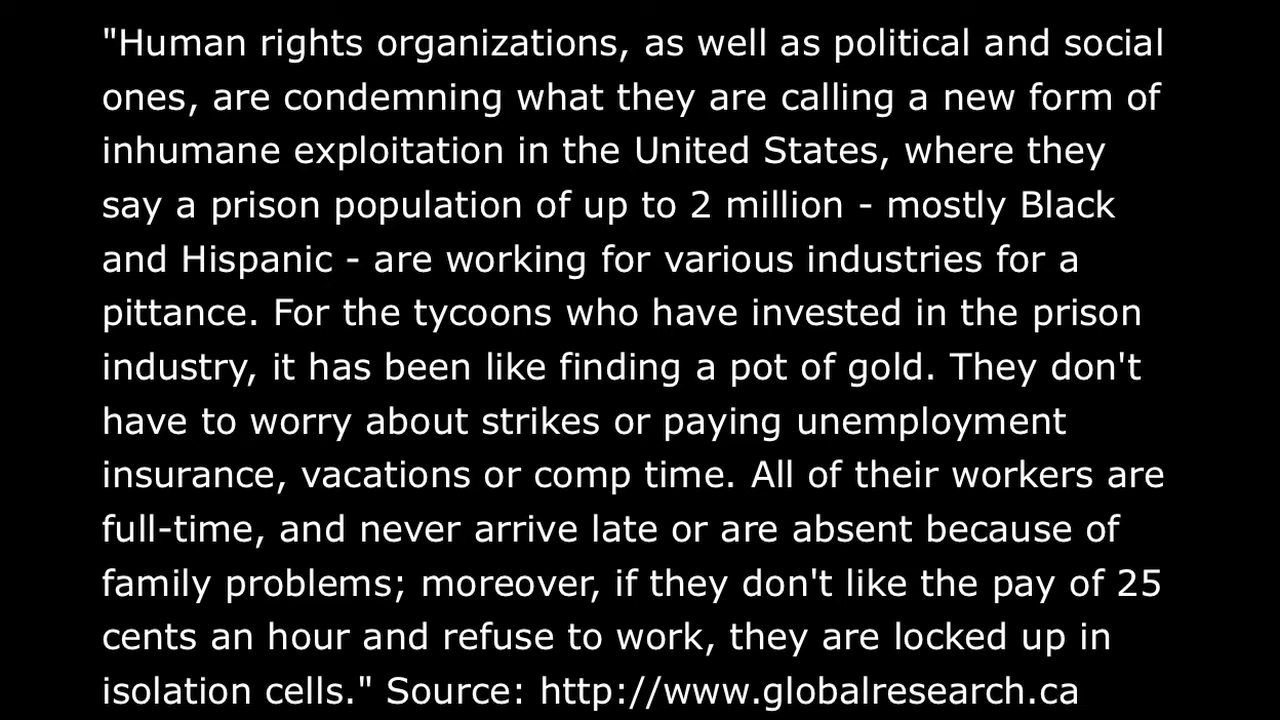 "Human rights organizations, as well as political and social
ones, are condemning what they are calling a new form of
inhumane exploitation in the United States, where they
say a prison population of up to 2 million - mostly Black
and Hispanic - are working for various industries for a
pittance. For the tycoons who have invested in the prison
industry, it has been like finding a pot of gold. They don't
have to worry about strikes or paying unemployment
insurance, vacations or comp time. All of their workers are
full-time, and never arrive late or are absent because of
family problems; moreover, if they don't like the pay of 25
cents an hour and refuse to work, they are locked up in
isolation cells." Source: http://www.globalresearch.ca